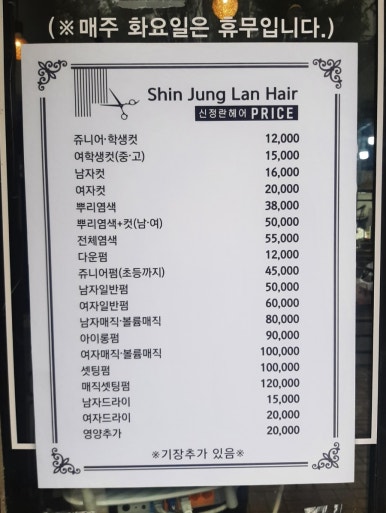 (※매주 화요일은 휴무입니다.)
Shin Jung Lan Hair
신정란헤어 PRICE
쥬니어·학생컷 12,000
여학생컷(중·고) 15,000
남자컷 16,000
여자컷 20,000
뿌리염색 38,000
뿌리염색+컷(남·여) 50,000
전체염색 55,000
다운펌 12,000
쥬니어펌(초등까지) 45,000
남자일반펌 50,000
여자일반펌 60,000
남자매직·볼륨매직 80,000
아이롱펌 90,000
여자매직·볼륨매직 100,000
셋팅펌 100,000
매직셋팅펌 120,000
남자드라이 15,000
여자드라이 20,000
영양추가 20,000
※기장추가 있음※